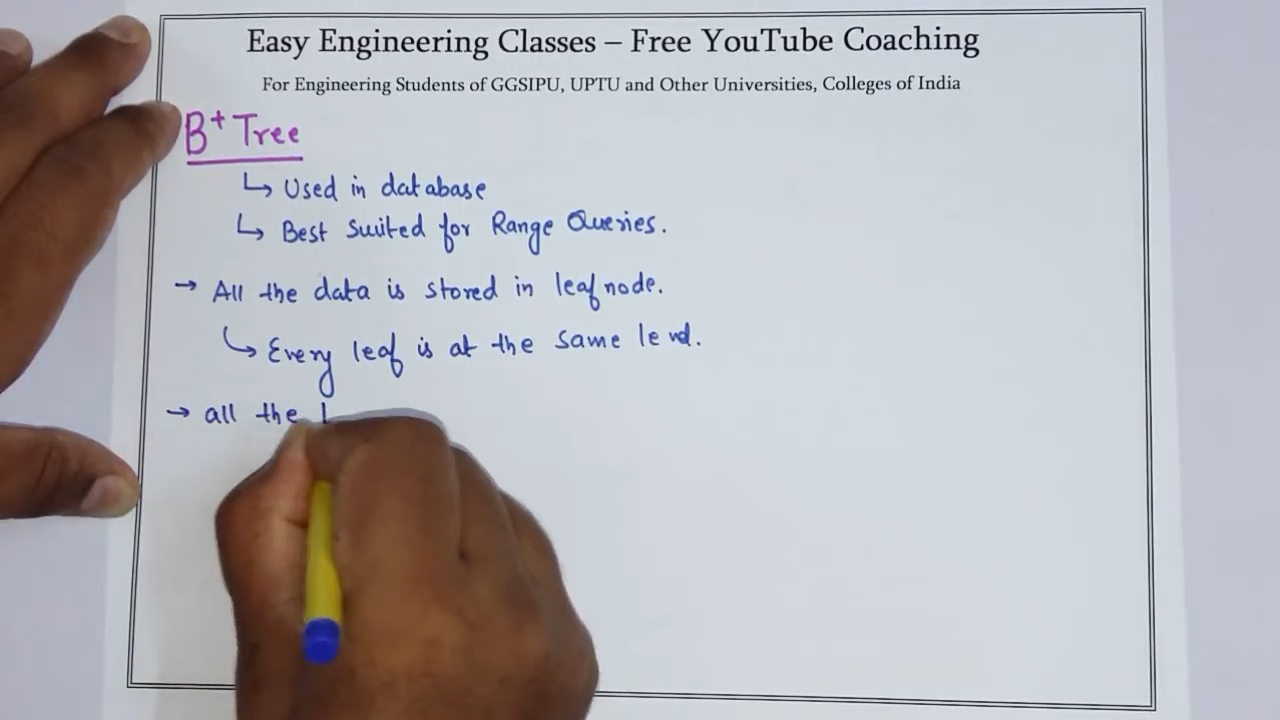 Easy Engineering Classes – Free YouTube Coaching
For Engineering Students of GGSIPU, UPTU and Other Universities, Colleges of India
B+ Tree
↳ Used in database
↳ Best Suited for Range Queries.
→ All the data is stored in leaf node.
↳ Every leaf is at the same level.
→ all the